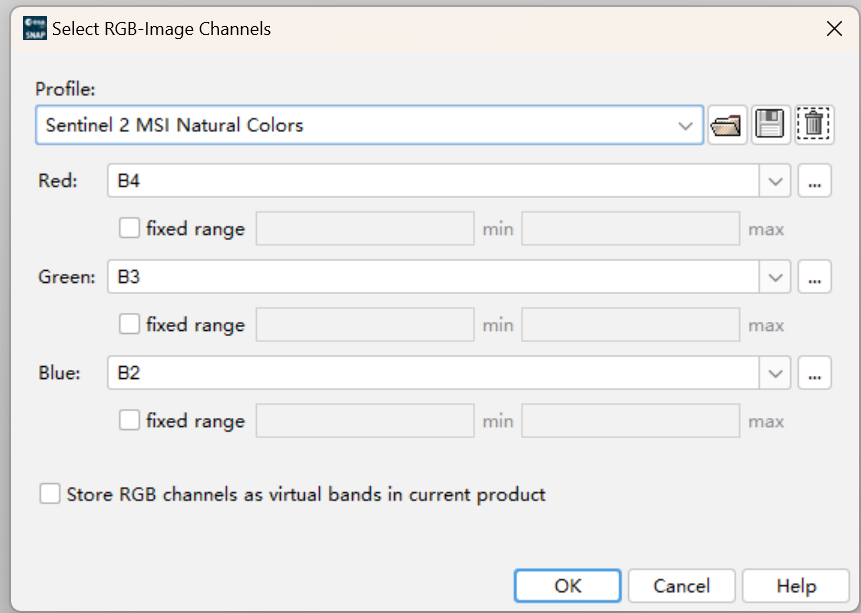 esa
SNAP
Select RGB-Image Channels
Profile:
Sentinel 2 MSI Natural Colors
Red: B4 ...
fixed range min max
Green: B3 ...
fixed range min max
Blue: B2 ...
fixed range min max
Store RGB channels as virtual bands in current product
OK Cancel Help